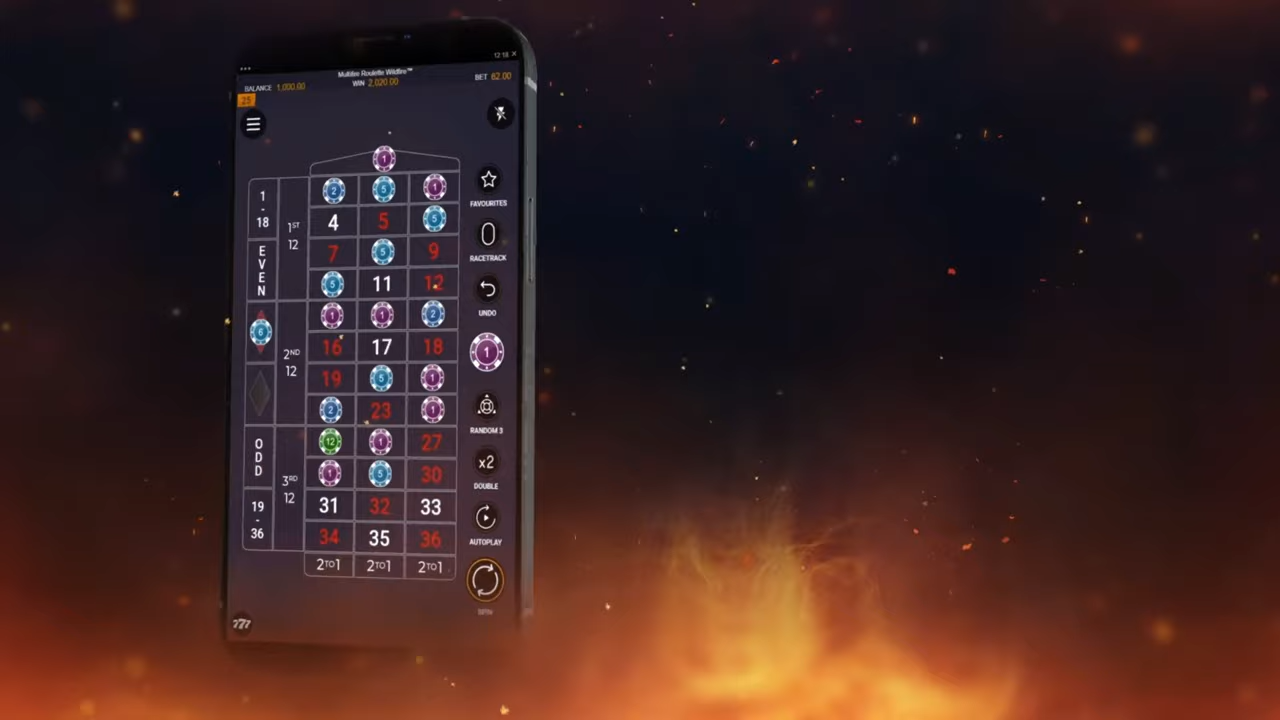 12:18 X
Multifire Roulette Wildfire™
BALANCE 1,000.00 WIN 2,020.00 BET 62.00
25
1
2 5 1
FAVOURITES
1
-
18
1ST
12
4 5 5
RACETRACK
EVEN
7 5 9
5 11 12
UNDO
1 1 2
6
2ND
12
16 17 18
1
19 5 1
2 23 1
RANDOM 3
ODD
12 1 27
x2
DOUBLE
3RD
12
1 5 30
19
-
36
31 32 33
AUTOPLAY
34 35 36
2TO1 2TO1 2TO1
SPIN
777